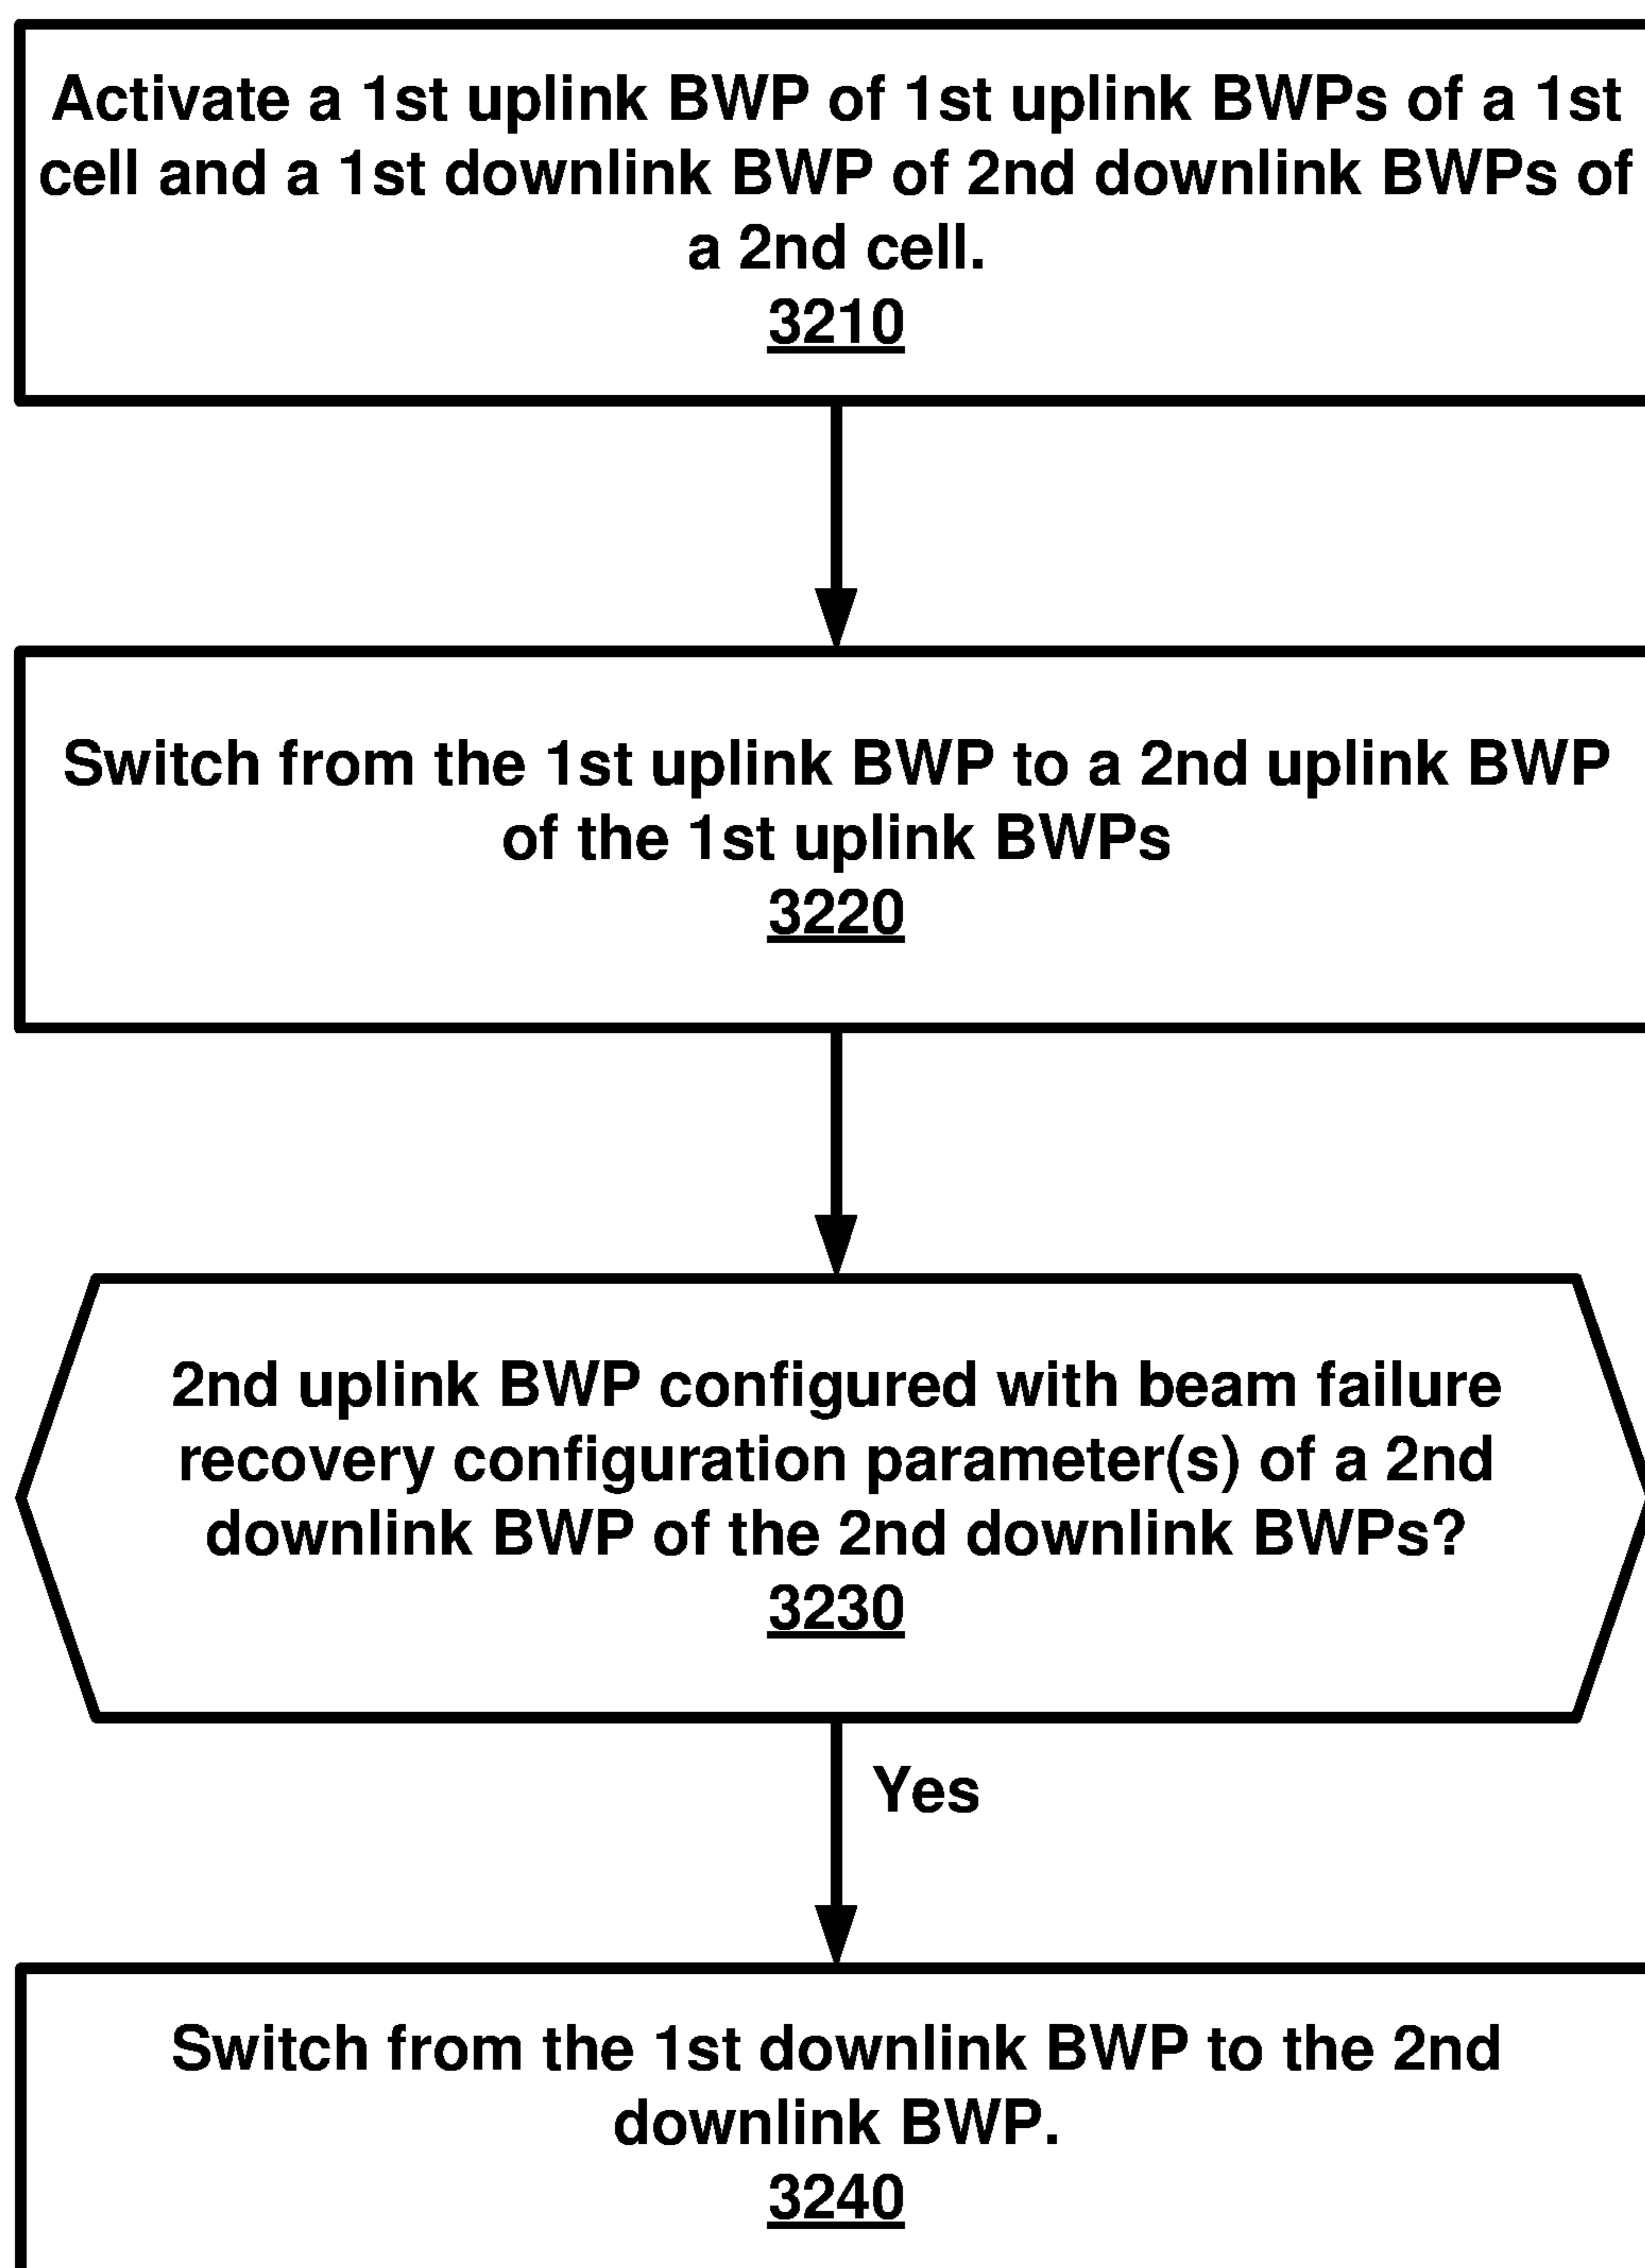 Activate a 1st uplink BWP of 1st uplink BWPs of a 1st
cell and a 1st downlink BWP of 2nd downlink BWPs of
a 2nd cell.
3210
Switch from the 1st uplink BWP to a 2nd uplink BWP
of the 1st uplink BWPs
3220
2nd uplink BWP configured with beam failure
recovery configuration parameter(s) of a 2nd
downlink BWP of the 2nd downlink BWPs?
3230
Yes
Switch from the 1st downlink BWP to the 2nd
downlink BWP.
3240